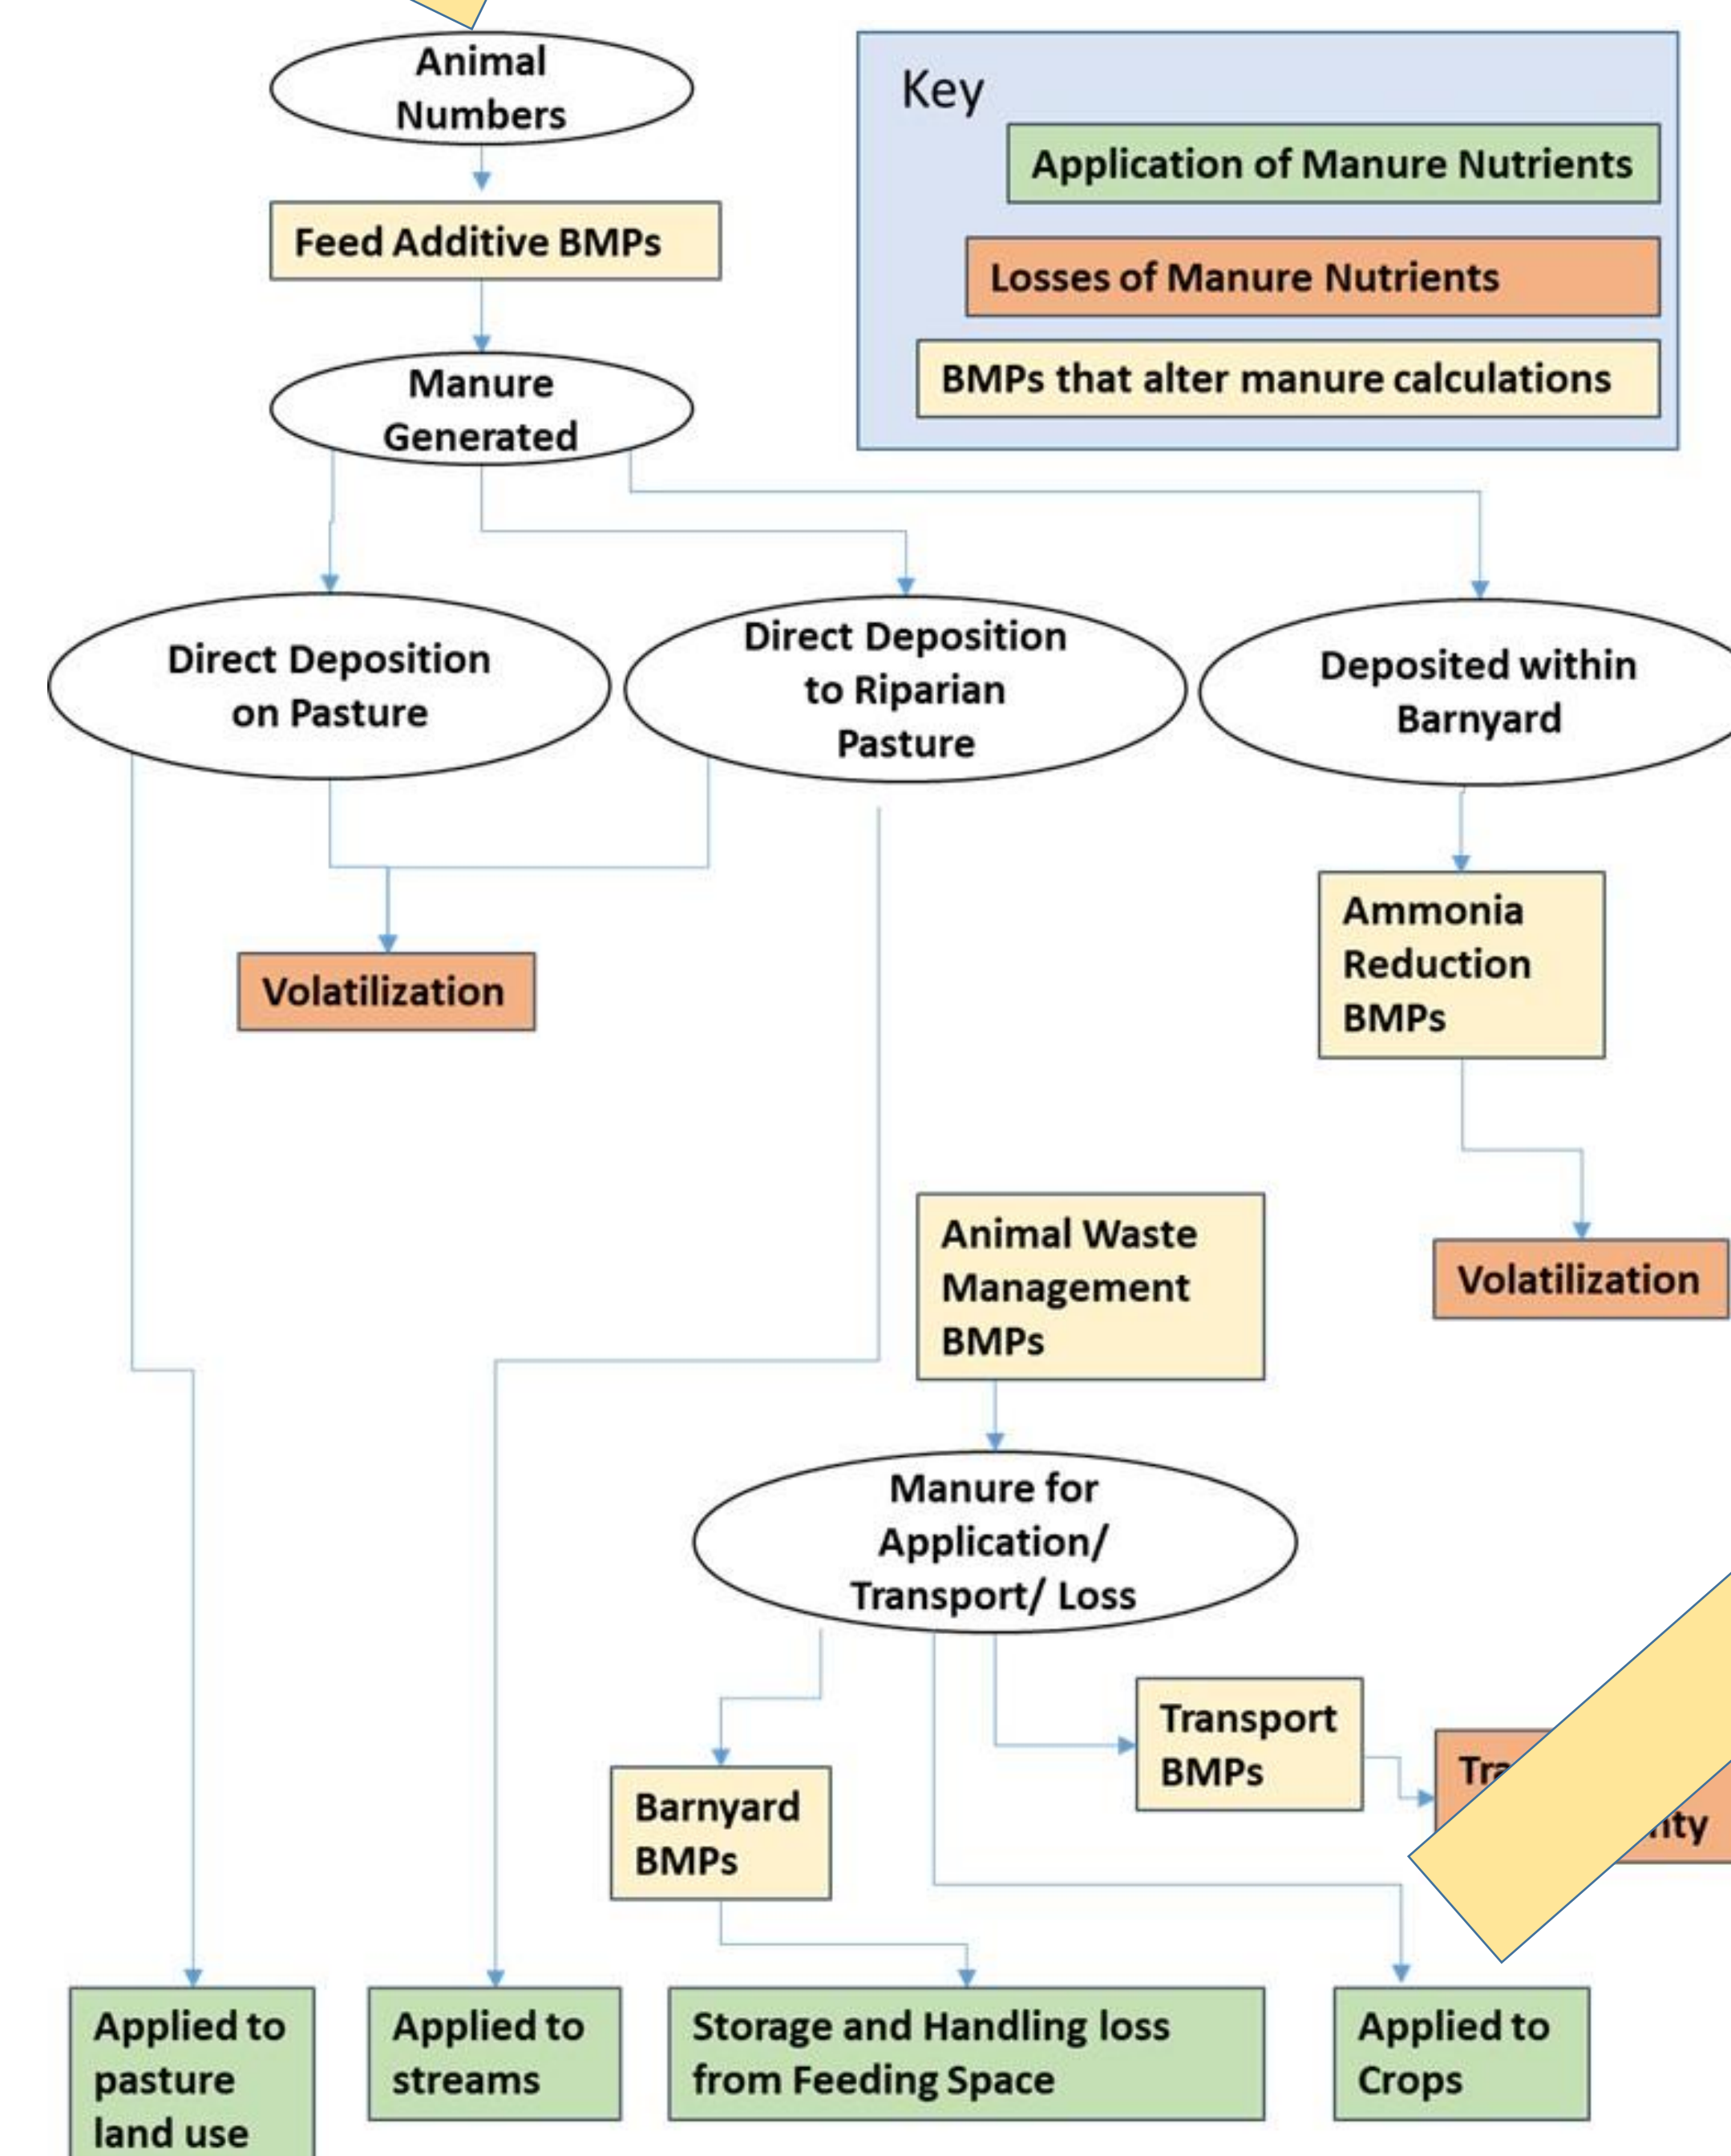 Animal
Numbers
Key
Application of Manure Nutrients
Feed Additive BMPs
Losses of Manure Nutrients
BMPs that alter manure calculations
Manure
Generated
Direct Deposition
on Pasture
Direct Deposition
to Riparian
Pasture
Deposited within
Barnyard
Ammonia
Reduction
BMPs
Volatilization
Animal Waste
Management
BMPs
Volatilization
Manure for
Application/
Transport/ Loss
Transport
BMPs
Barnyard
BMPs
Applied to
pasture
land use
Applied to
streams
Storage and Handling loss
from Feeding Space
Applied to
Crops